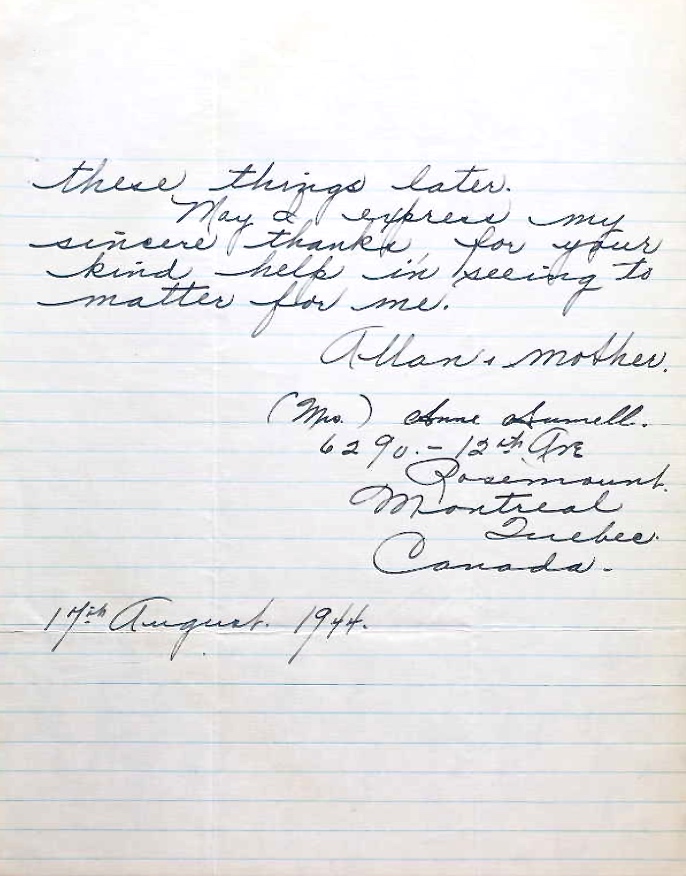 these things later.
May I express my
sincere thanks, for your
kind help in seeing to
matter for me.
Allan's mother.
(Mrs.) Anne
6290. - 12th Ave
Rosemount.
Montreal
Quebec.
Canada.
17th August. 1944.